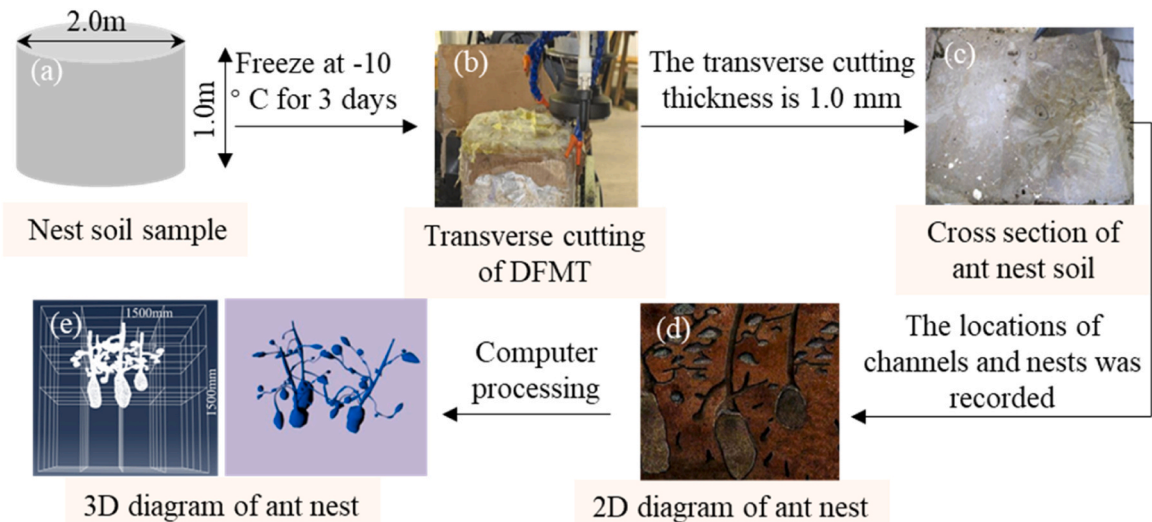 2.0m
(a)
1.0m
Freeze at -10
° C for 3 days
(b)
The transverse cutting
thickness is 1.0 mm
(c)
Nest soil sample
Transverse cutting
of DFMT
Cross section of
ant nest soil
(e)
1500mm
1500mm
Computer
processing
(d)
The locations of
channels and nests was
recorded
3D diagram of ant nest
2D diagram of ant nest